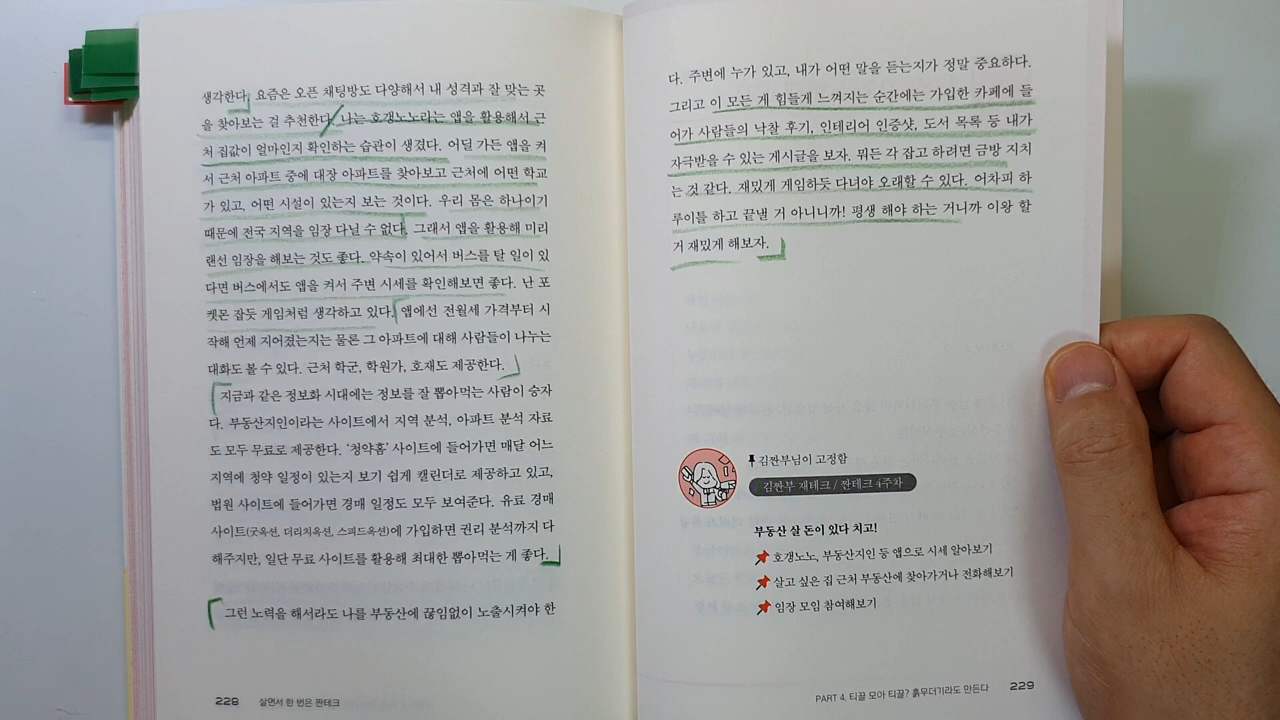 생각한다. 요즘은 오픈 채팅방도 다양해서 내 성격과 잘 맞는 곳
을 찾아보는 걸 추천한다. 나는 호갱노노라는 앱을 활용해서 근
처 집값이 얼마인지 확인하는 습관이 생겼다. 어딜 가든 앱을 켜
서 근처 아파트 중에 대장 아파트를 찾아보고 근처에 어떤 학교
가 있고, 어떤 시설이 있는지 보는 것이다. 우리 몸은 하나이기
때문에 전국 지역을 임장 다닐 수 없다. 그래서 앱을 활용해 미리
랜선 임장을 해보는 것도 좋다. 약속이 있어서 버스를 탈 일이 있
다면 버스에서도 앱을 켜서 주변 시세를 확인해보면 좋다. 난 포
켓몬 잡듯 게임처럼 생각하고 있다. 앱에선 전월세 가격부터 시
작해 언제 지어졌는지는 물론 그 아파트에 대해 사람들이 나누는
대화도 볼 수 있다. 근처 학군, 학원가, 호재도 제공한다.
지금과 같은 정보화 시대에는 정보를 잘 뽑아먹는 사람이 승자
다. 부동산지인이라는 사이트에서 지역 분석, 아파트 분석 자료
도 모두 무료로 제공한다. ‘청약홈’ 사이트에 들어가면 매달 어느
지역에 청약 일정이 있는지 보기 쉽게 캘린더로 제공하고 있고,
법원 사이트에 들어가면 경매 일정도 모두 보여준다. 유료 경매
사이트(굿옥션, 더리치옥션, 스피드옥션)에 가입하면 권리 분석까지 다
해주지만, 일단 무료 사이트를 활용해 최대한 뽑아먹는 게 좋다.
그런 노력을 해서라도 나를 부동산에 끊임없이 노출시켜야 한
228 살면서 한 번은 짠테크
다. 주변에 누가 있고, 내가 어떤 말을 듣는지가 정말 중요하다.
그리고 이 모든 게 힘들게 느껴지는 순간에는 가입한 카페에 들
어가 사람들의 낙찰 후기, 인테리어 인증샷, 도서 목록 등 내가
자극받을 수 있는 게시글을 보자. 뭐든 각 잡고 하려면 금방 지치
는 것 같다. 재밌게 게임하듯 다녀야 오래할 수 있다. 어차피 하
루이틀 하고 끝낼 거 아니니까! 평생 해야 하는 거니까 이왕 할
거 재밌게 해보자.
김짠부님이 고정함
김짠부 재테크 / 짠테크 4주차
부동산 살 돈이 있다 치고!
호갱노노, 부동산지인 등 앱으로 시세 알아보기
살고 싶은 집 근처 부동산에 찾아가거나 전화해보기
임장 모임 참여해보기
PART 4. 티끌 모아 티끌? 흙무더기라도 만든다 229